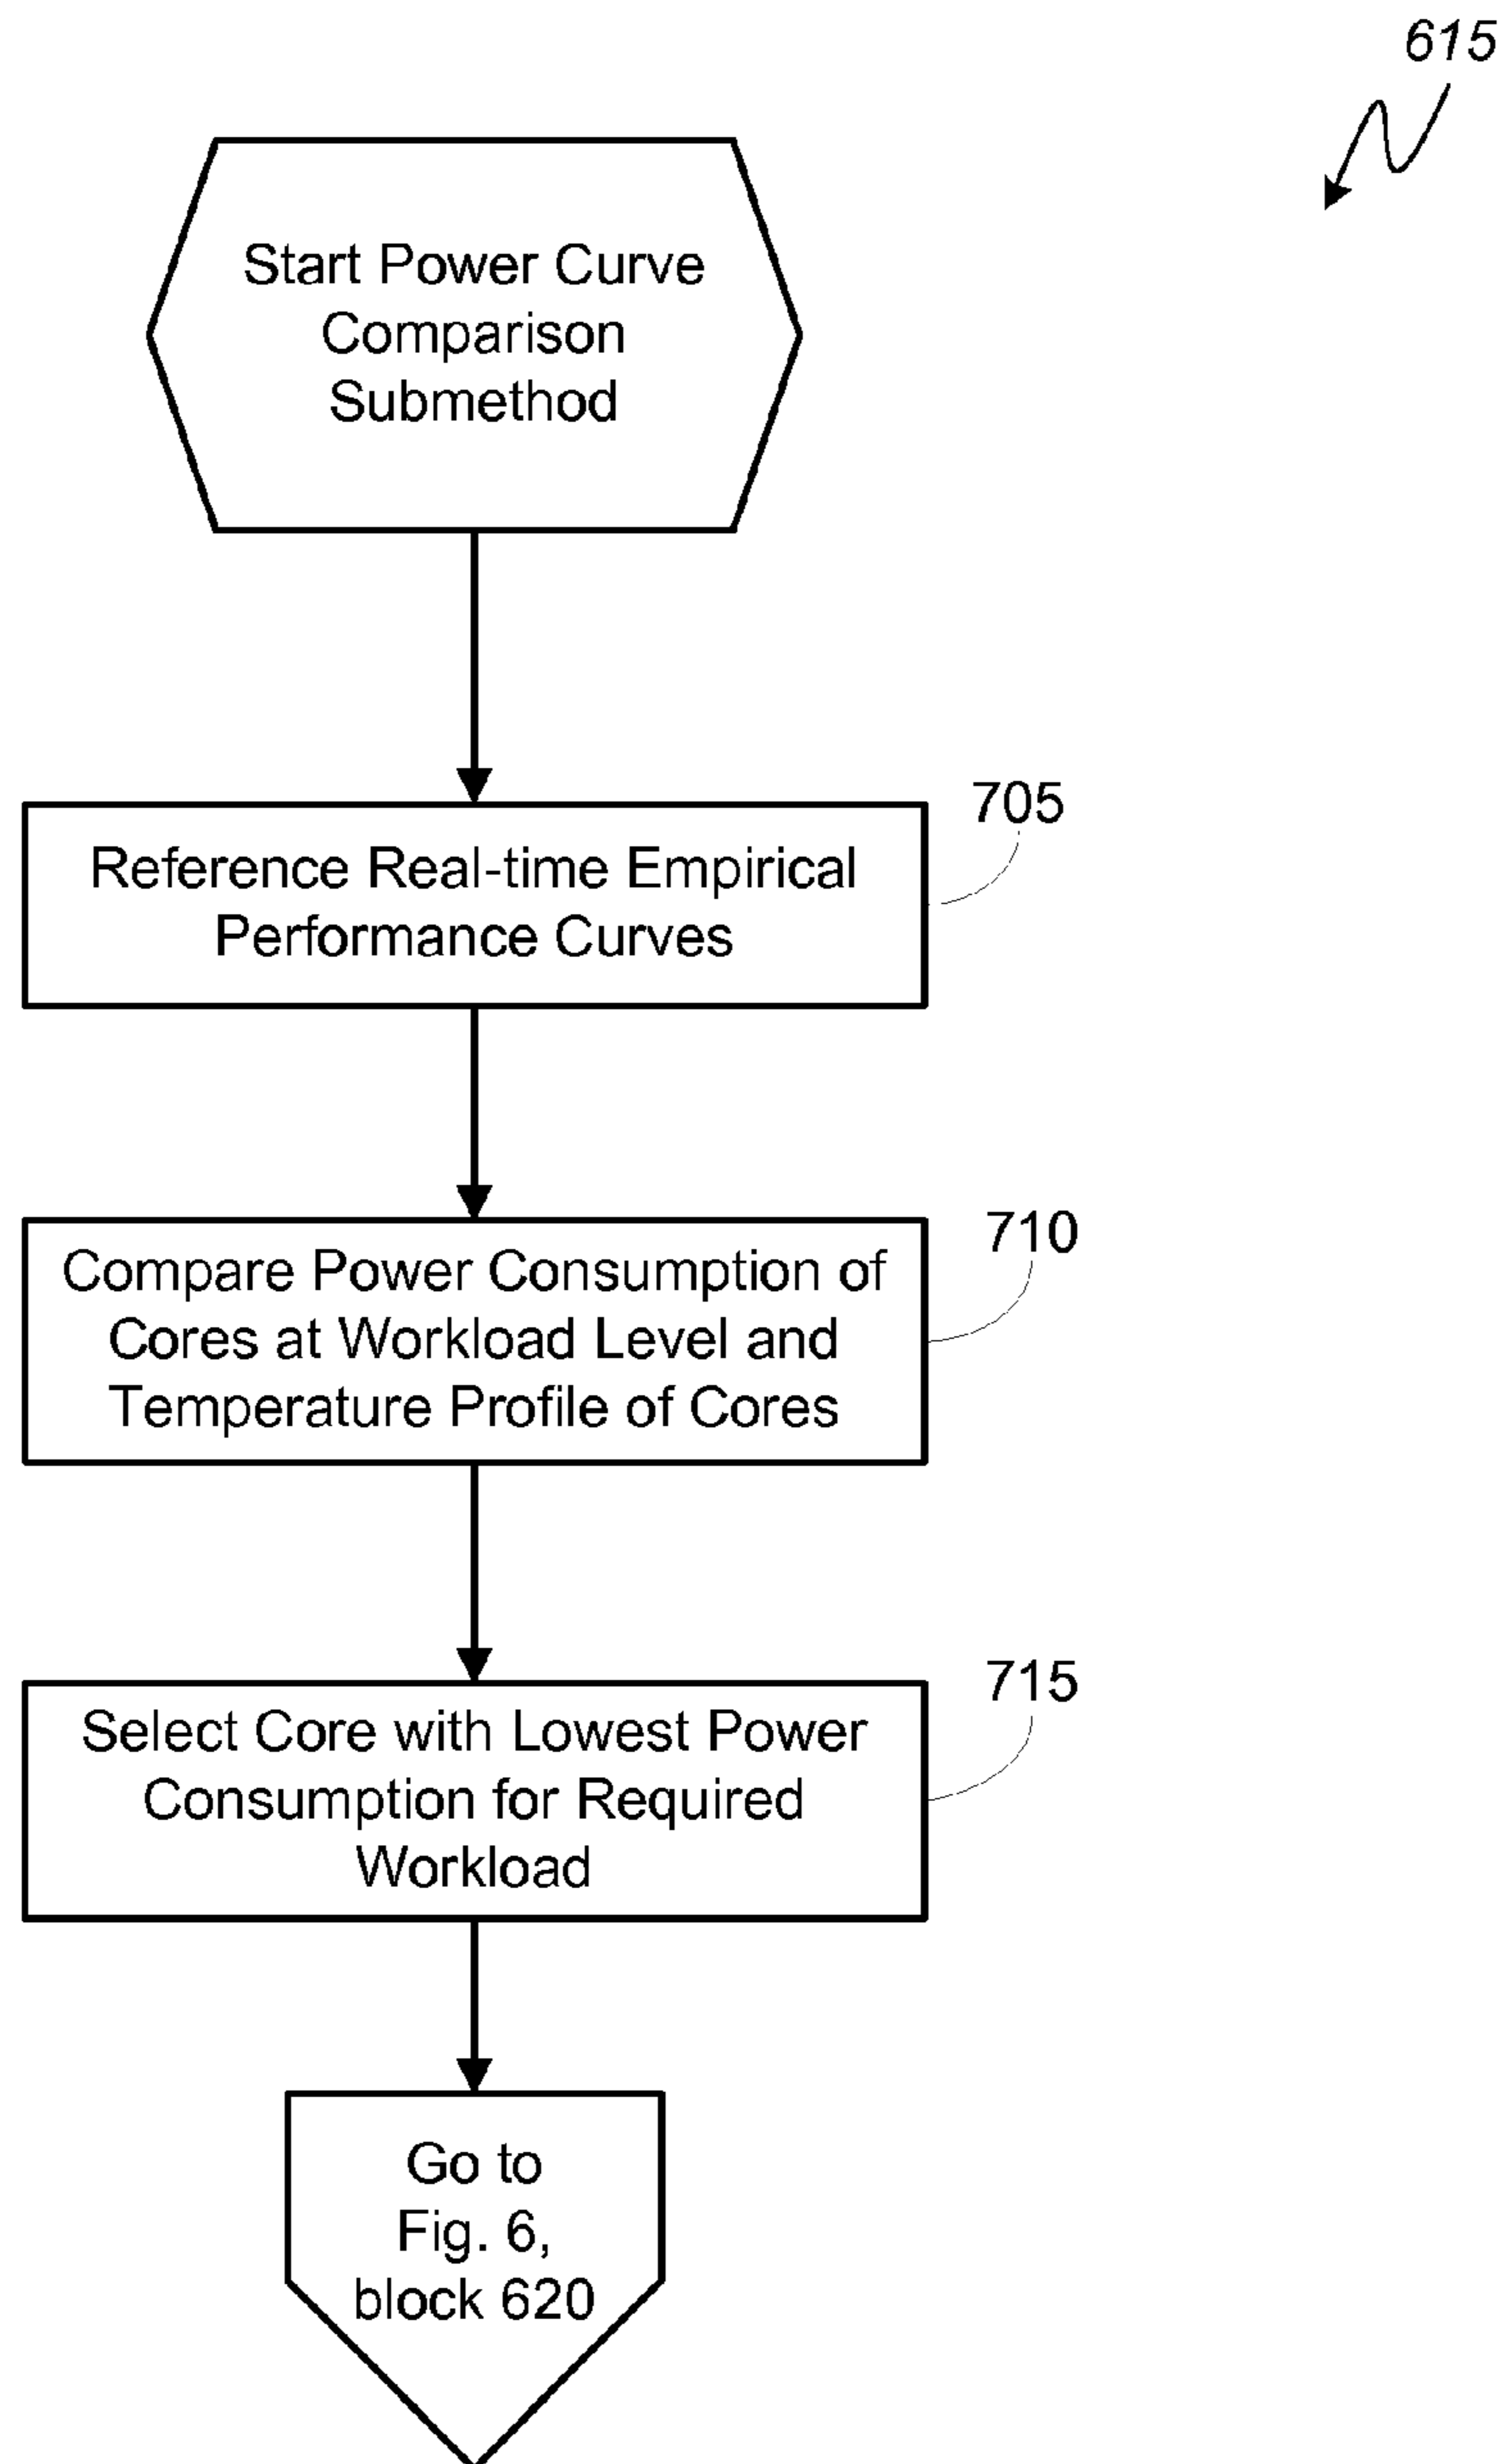 615
Start Power Curve
Comparison
Submethod
705
Reference Real-time Empirical
Performance Curves
710
Compare Power Consumption of
Cores at Workload Level and
Temperature Profile of Cores
715
Select Core with Lowest Power
Consumption for Required
Workload
Go to
Fig. 6,
block 620